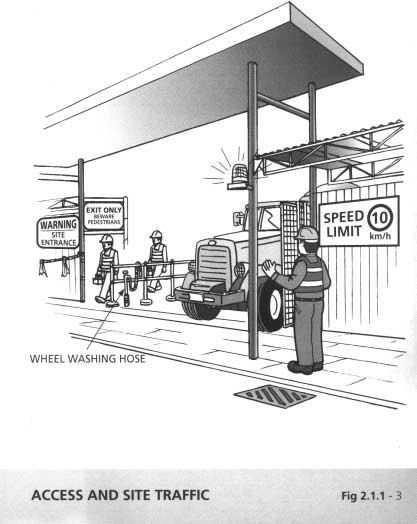 EXIT ONLY
BEWARE
PEDESTRIANS
WARNING
SITE
ENTRANCE
SPEED
LIMIT
10
km/h
WHEEL WASHING HOSE
ACCESS AND SITE TRAFFIC
Fig 2.1.1 - 3